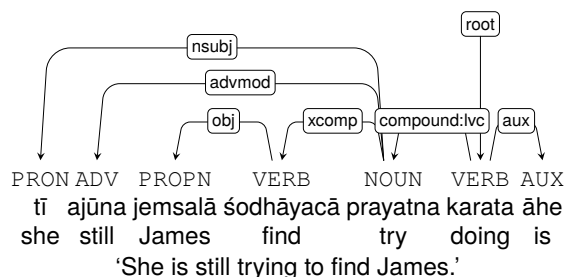 root
nsubj
advmod
obj xcomp compound:lvc aux
PRON ADV PROPN VERB NOUN VERB AUX
tī ajūna jemsalā śodhāyacā prayatna karata āhe
she still James find try doing is
‘She is still trying to find James.’